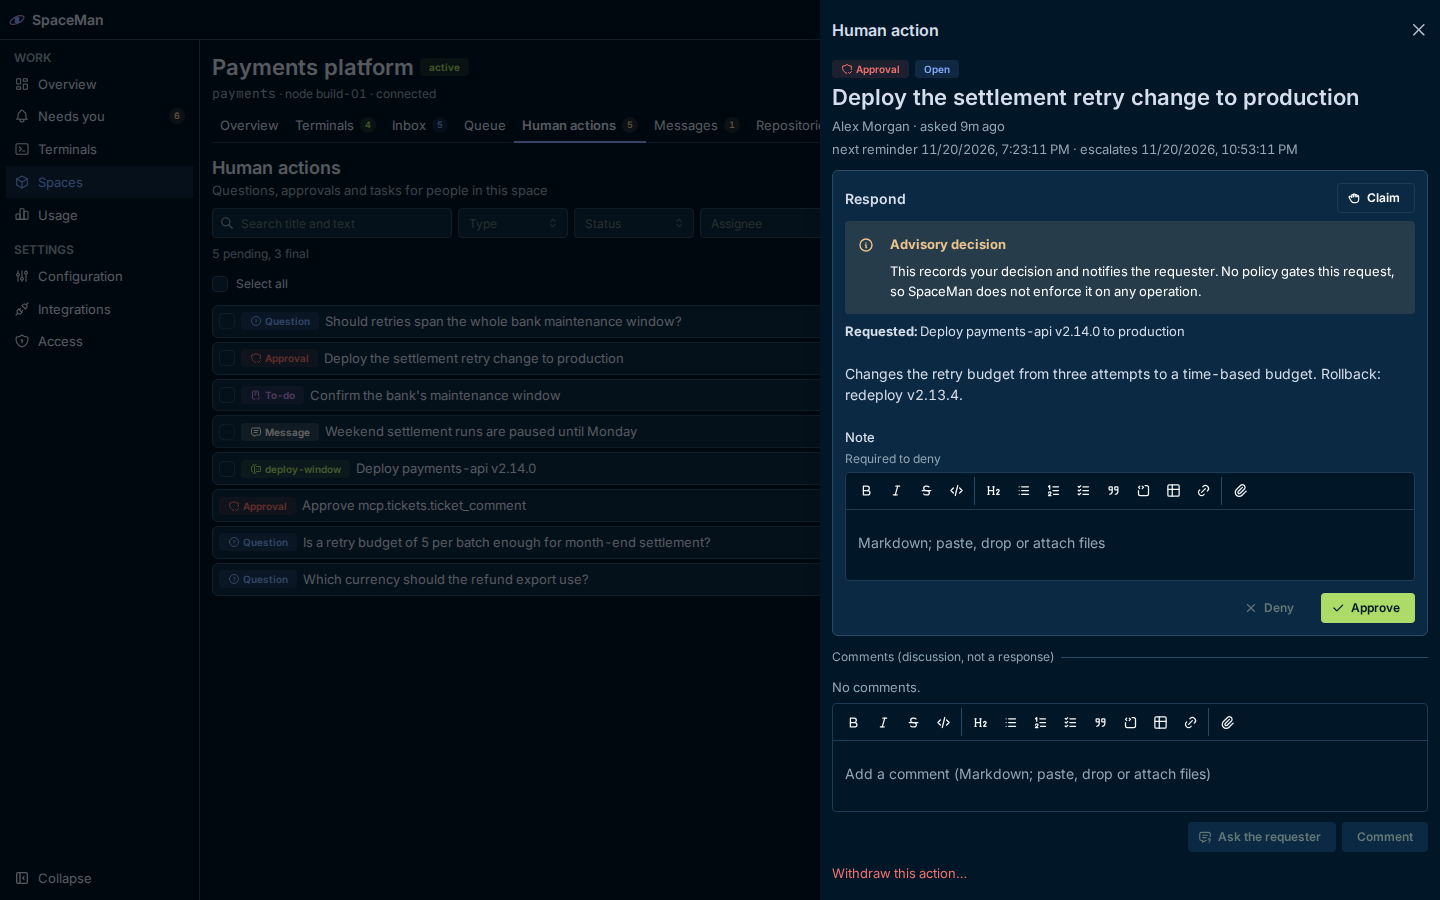 SpaceMan
WORK
Overview
Needs you 6
Terminals
Spaces
Usage
SETTINGS
Configuration
Integrations
Access
Collapse
Payments platform active
payments · node build-01 · connected
Overview Terminals 4 Inbox 5 Queue Human actions 5 Messages 1 Repositori
Human actions
Questions, approvals and tasks for people in this space
Search title and text Type Status Assignee
5 pending, 3 final
Select all
Question Should retries span the whole bank maintenance window?
Approval Deploy the settlement retry change to production
To-do Confirm the bank's maintenance window
Message Weekend settlement runs are paused until Monday
deploy-window Deploy payments-api v2.14.0
Approval Approve mcp.tickets.ticket_comment
Question Is a retry budget of 5 per batch enough for month-end settlement?
Question Which currency should the refund export use?
Human action
Approval Open
Deploy the settlement retry change to production
Alex Morgan · asked 9m ago
next reminder 11/20/2026, 7:23:11 PM · escalates 11/20/2026, 10:53:11 PM
Respond Claim
Advisory decision
This records your decision and notifies the requester. No policy gates this request,
so SpaceMan does not enforce it on any operation.
Requested: Deploy payments-api v2.14.0 to production
Changes the retry budget from three attempts to a time-based budget. Rollback:
redeploy v2.13.4.
Note
Required to deny
B I S H2
Markdown; paste, drop or attach files
Deny Approve
Comments (discussion, not a response)
No comments.
B I S H2
Add a comment (Markdown; paste, drop or attach files)
Ask the requester Comment
Withdraw this action...